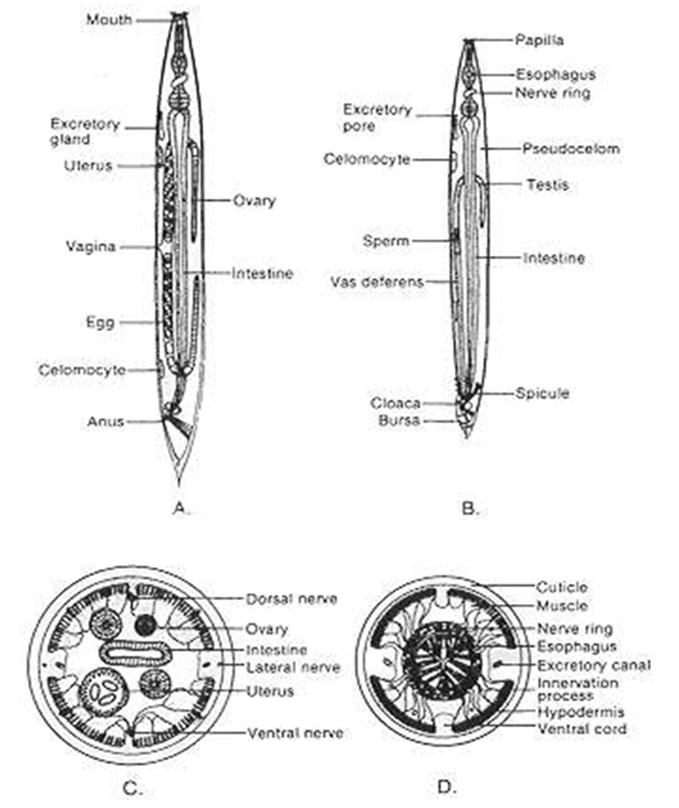 Mouth
Excretory
gland
Uterus
Ovary
Vagina
Intestine
Egg
Celomocyte
Anus
A.
Papilla
Esophagus
Nerve ring
Excretory
pore
Pseudocelom
Celomocyte
Testis
Sperm
Intestine
Vas deferens
Spicule
Cloaca
Bursa
B.
Dorsal nerve
Ovary
Intestine
Lateral nerve
Uterus
Ventral nerve
C.
Cuticle
Muscle
Nerve ring
Esophagus
Excretory canal
Innervation
process
Hypodermis
Ventral cord
D.